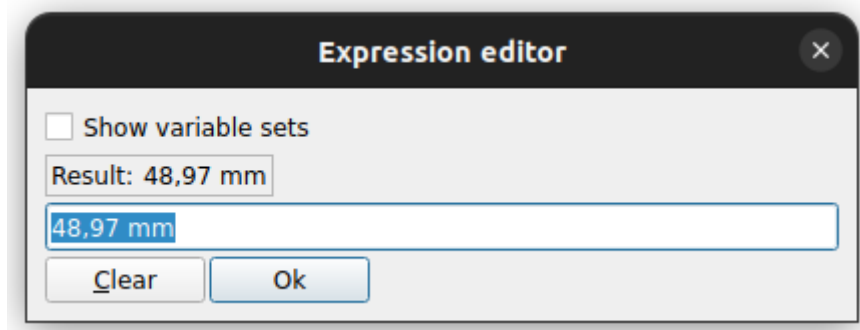 Expression editor
Show variable sets
Result: 48,97 mm
48,97 mm
Clear Ok